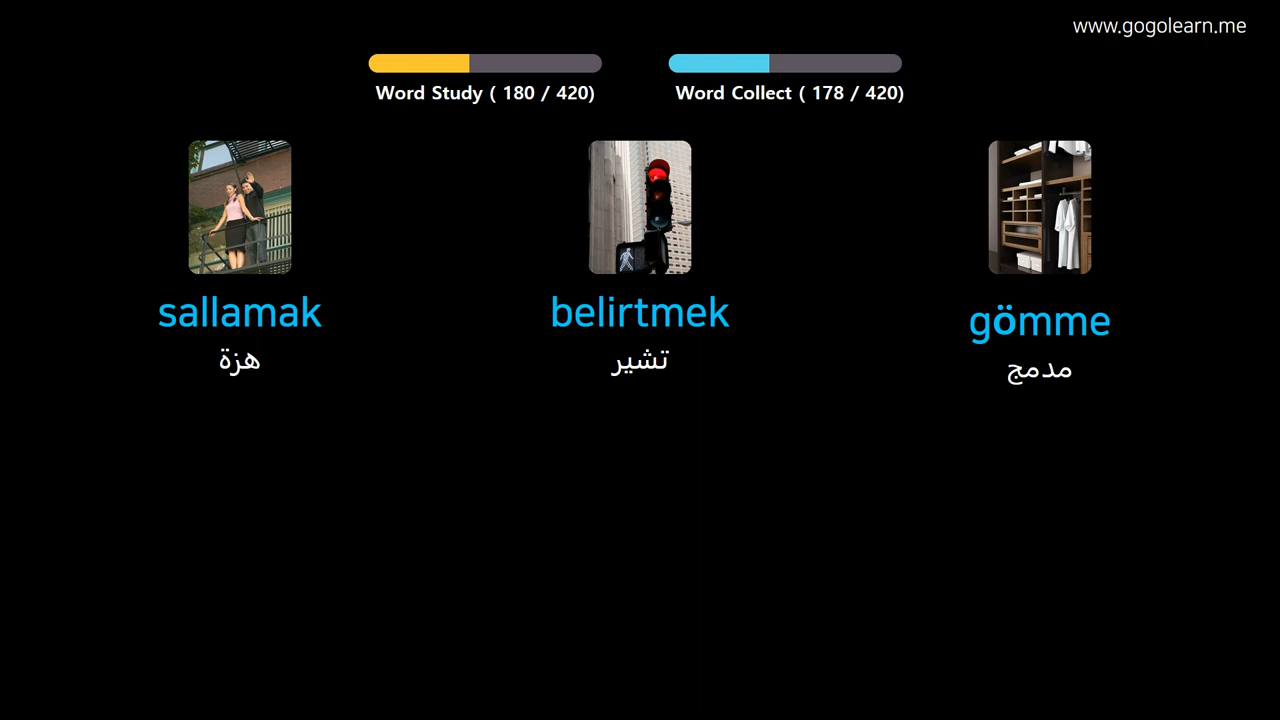 www.gogolearn.me
Word Study ( 180 / 420)
Word Collect ( 178 / 420)
sallamak
هزة
belirtmek
تشير
gömme
مدمج